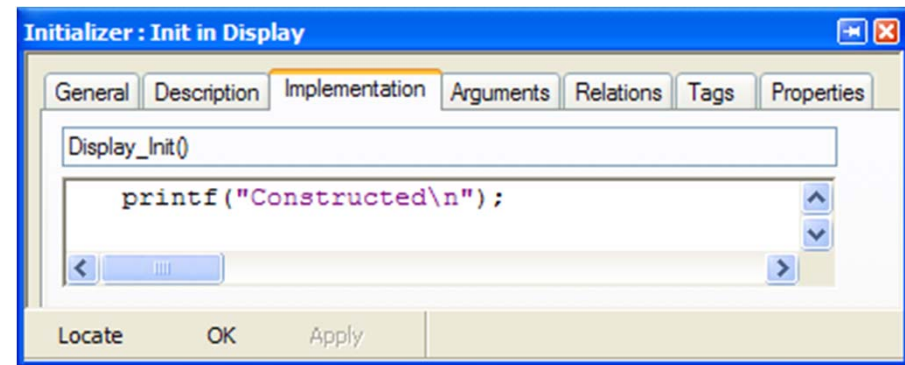 Initializer : Init in Display
General Description Implementation Arguments Relations Tags Properties
Display_Init()
printf("Constructed\n");
Locate OK Apply